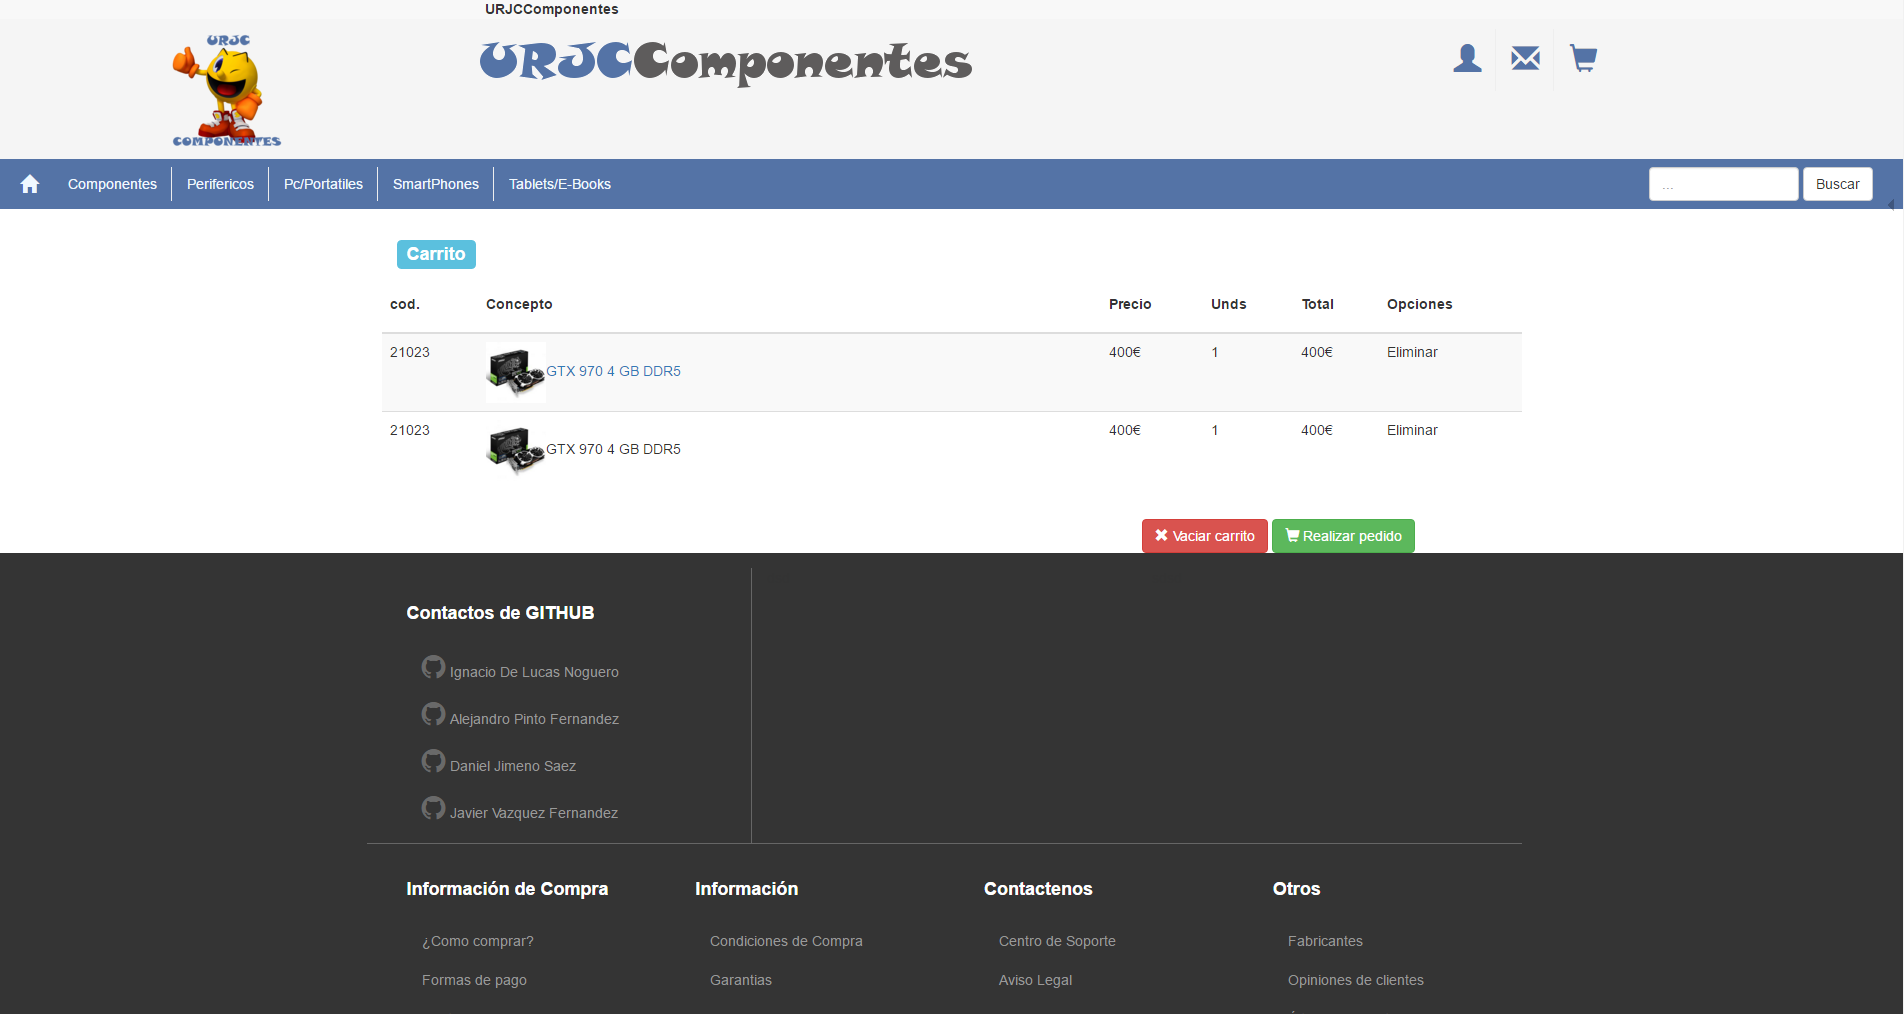 URJCComponentes
URJC
COMPONENTES
URJCComponentes
Componentes Perifericos Pc/Portatiles SmartPhones Tablets/E-Books ... Buscar
Carrito
cod. Concepto Precio Unds Total Opciones
21023 GTX 970 4 GB DDR5 400€ 1 400€ Eliminar
21023 GTX 970 4 GB DDR5 400€ 1 400€ Eliminar
Vaciar carrito Realizar pedido
Contactos de GITHUB
Ignacio De Lucas Noguero
Alejandro Pinto Fernandez
Daniel Jimeno Saez
Javier Vazquez Fernandez
Información de Compra Información Contactenos Otros
¿Como comprar? Condiciones de Compra Centro de Soporte Fabricantes
Formas de pago Garantias Aviso Legal Opiniones de clientes